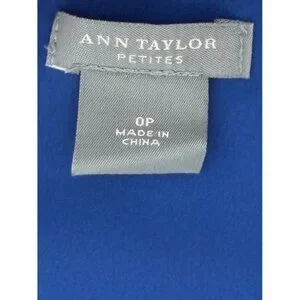 ANN TAYLOR
PETITES
0P
MADE IN
CHINA